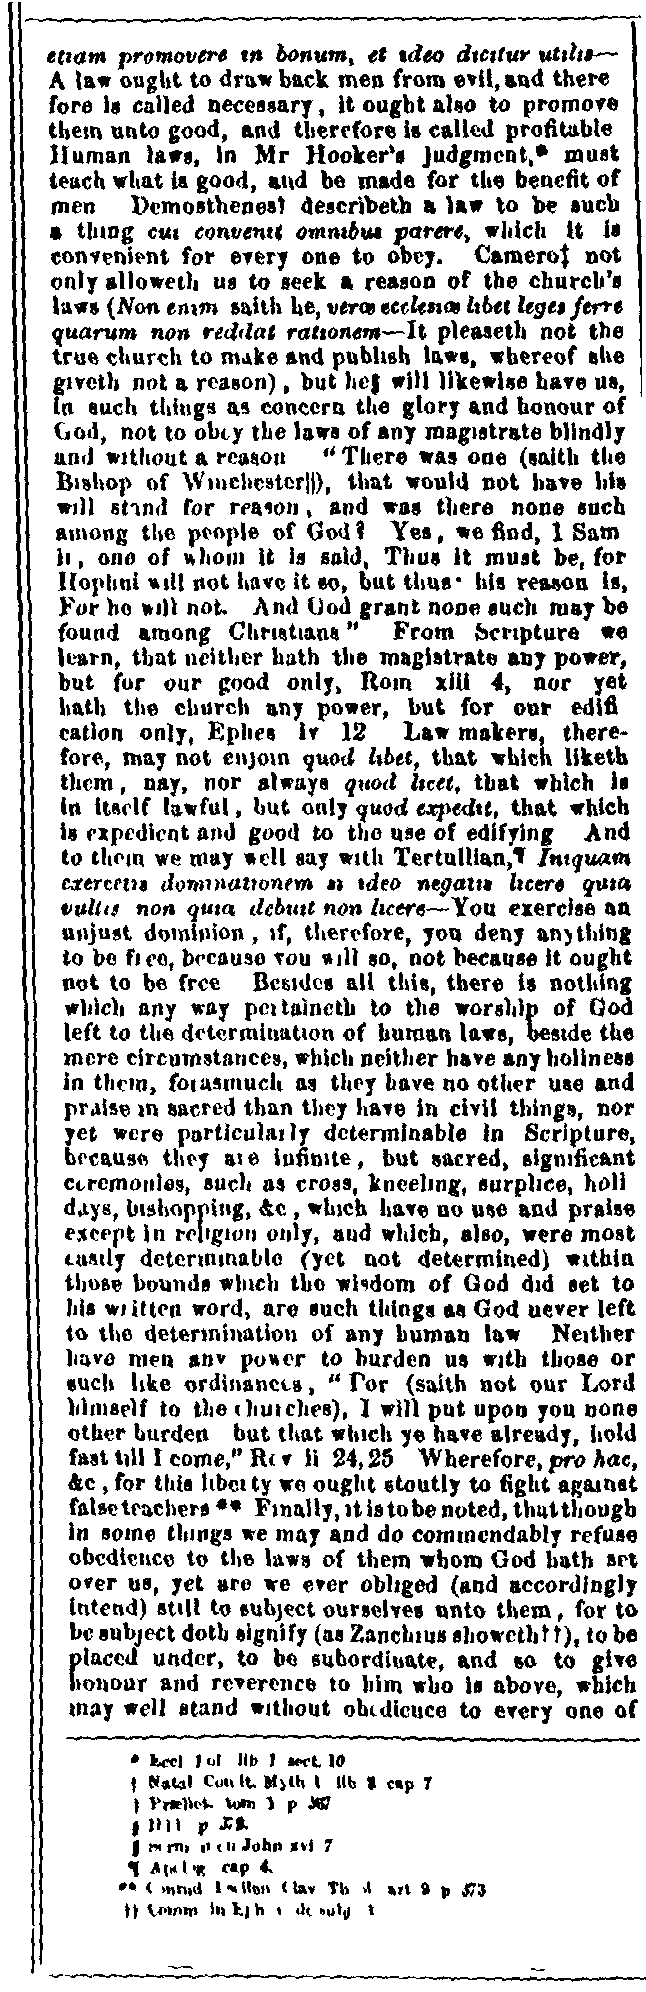 etiam promovere in bonum, et ideo dicitur utilis—
A law ought to draw back men from evil, and there
fore is called necessary, it ought also to promove
them unto good, and therefore is called profitable
Human laws, in Mr Hooker's judgment,* must
teach what is good, and be made for the benefit of
men Demosthenes† describeth a law to be such
a thing cui convenit omnibus parere, which it is
convenient for every one to obey. Camero‡ not
only alloweth us to seek a reason of the church's
laws (Non enim saith he, veræ ecclesiæ libet leges ferre
quarum non reddat rationem—It pleaseth not the
true church to make and publish laws, whereof she
giveth not a reason), but he§ will likewise have us,
in such things as concern the glory and honour of
God, not to obey the laws of any magistrate blindly
and without a reason "There was one (saith the
Bishop of Winchester||), that would not have his
will stand for reason, and was there none such
among the people of God? Yes, we find, 1 Sam
ii, one of whom it is said, Thus it must be, for
Hophni will not have it so, but thus· his reason is,
For he will not. And God grant none such may be
found among Christians" From Scripture we
learn, that neither hath the magistrate any power,
but for our good only, Rom xiii 4, nor yet
hath the church any power, but for our edifi
cation only, Ephes iv 12 Law makers, there-
fore, may not enjoin quod libet, that which liketh
them, nay, nor always quod licet, that which is
in itself lawful, but only quod expedit, that which
is expedient and good to the use of edifying And
to them we may well say with Tertullian,¶ Iniquam
exercetis dominationem si ideo negatis licere quia
vultis non quia debuit non licere—You exercise an
unjust dominion, if, therefore, you deny anything
to be free, because you will so, not because it ought
not to be free Besides all this, there is nothing
which any way pertaineth to the worship of God
left to the determination of human laws, beside the
mere circumstances, which neither have any holiness
in them, forasmuch as they have no other use and
praise in sacred than they have in civil things, nor
yet were particularly determinable in Scripture,
because they are infinite, but sacred, significant
ceremonies, such as cross, kneeling, surplice, holi
days, bishopping, &c, which have no use and praise
except in religion only, and which, also, were most
easily determinable (yet not determined) within
those bounds which the wisdom of God did set to
his written word, are such things as God never left
to the determination of any human law Neither
have men any power to burden us with those or
such like ordinances, "For (saith not our Lord
himself to the churches), I will put upon you none
other burden but that which ye have already, hold
fast till I come," Rev ii 24, 25 Wherefore, pro hac,
&c, for this liberty we ought stoutly to fight against
false teachers ** Finally, it is to be noted, that though
in some things we may and do commendably refuse
obedience to the laws of them whom God hath set
over us, yet are we ever obliged (and accordingly
intend) still to subject ourselves unto them, for to
be subject doth signify (as Zanchius showeth††), to be
placed under, to be subordinate, and so to give
honour and reverence to him who is above, which
may well stand without obedience to every one of
* Eccl Pol lib 1 sect. 10
† Natal Myth lib cap 7
‡ Prælect. tom 1 p 367
p
John xvi 7
¶ cap 4.
** art 9 p 373
†† Comm in